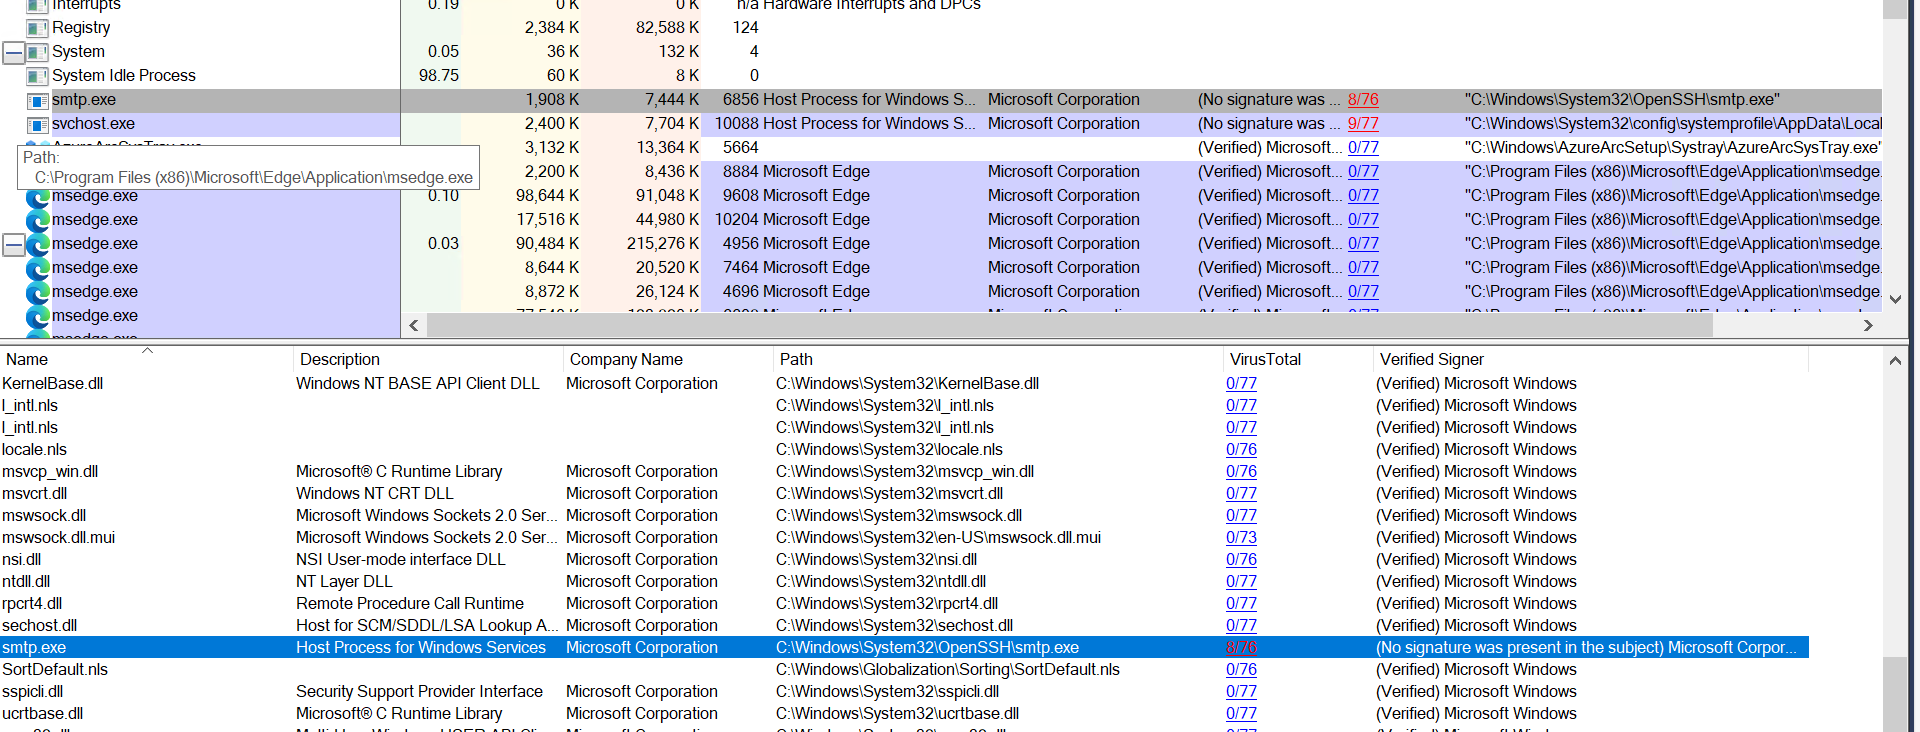 Interrupts 0.19 0 K 0 K n/a Hardware Interrupts and DPCs
Registry 2,384 K 82,588 K 124
System 0.05 36 K 132 K 4
System Idle Process 98.75 60 K 8 K 0
smtp.exe 1,908 K 7,444 K 6856 Host Process for Windows S... Microsoft Corporation (No signature was ... 8/76 "C:\Windows\System32\OpenSSH\smtp.exe"
svchost.exe 2,400 K 7,704 K 10088 Host Process for Windows S... Microsoft Corporation (No signature was ... 9/77 "C:\Windows\System32\config\systemprofile\AppData\Local
3,132 K 13,364 K 5664 (Verified) Microsoft... 0/77 "C:\Windows\AzureArcSetup\Systray\AzureArcSysTray.exe"
Path:
C:\Program Files (x86)\Microsoft\Edge\Application\msedge.exe
2,200 K 8,436 K 8884 Microsoft Edge Microsoft Corporation (Verified) Microsoft... 0/77 "C:\Program Files (x86)\Microsoft\Edge\Application\msedge.
msedge.exe 0.10 98,644 K 91,048 K 9608 Microsoft Edge Microsoft Corporation (Verified) Microsoft... 0/77 "C:\Program Files (x86)\Microsoft\Edge\Application\msedge.
msedge.exe 17,516 K 44,980 K 10204 Microsoft Edge Microsoft Corporation (Verified) Microsoft... 0/77 "C:\Program Files (x86)\Microsoft\Edge\Application\msedge.
msedge.exe 0.03 90,484 K 215,276 K 4956 Microsoft Edge Microsoft Corporation (Verified) Microsoft... 0/77 "C:\Program Files (x86)\Microsoft\Edge\Application\msedge.
msedge.exe 8,644 K 20,520 K 7464 Microsoft Edge Microsoft Corporation (Verified) Microsoft... 0/77 "C:\Program Files (x86)\Microsoft\Edge\Application\msedge.
msedge.exe 8,872 K 26,124 K 4696 Microsoft Edge Microsoft Corporation (Verified) Microsoft... 0/77 "C:\Program Files (x86)\Microsoft\Edge\Application\msedge.
msedge.exe
Name Description Company Name Path VirusTotal Verified Signer
KernelBase.dll Windows NT BASE API Client DLL Microsoft Corporation C:\Windows\System32\KernelBase.dll 0/77 (Verified) Microsoft Windows
l_intl.nls C:\Windows\System32\l_intl.nls 0/77 (Verified) Microsoft Windows
l_intl.nls C:\Windows\System32\l_intl.nls 0/77 (Verified) Microsoft Windows
locale.nls C:\Windows\System32\locale.nls 0/76 (Verified) Microsoft Windows
msvcp_win.dll Microsoft® C Runtime Library Microsoft Corporation C:\Windows\System32\msvcp_win.dll 0/76 (Verified) Microsoft Windows
msvcrt.dll Windows NT CRT DLL Microsoft Corporation C:\Windows\System32\msvcrt.dll 0/77 (Verified) Microsoft Windows
mswsock.dll Microsoft Windows Sockets 2.0 Ser... Microsoft Corporation C:\Windows\System32\mswsock.dll 0/77 (Verified) Microsoft Windows
mswsock.dll.mui Microsoft Windows Sockets 2.0 Ser... Microsoft Corporation C:\Windows\System32\en-US\mswsock.dll.mui 0/73 (Verified) Microsoft Windows
nsi.dll NSI User-mode interface DLL Microsoft Corporation C:\Windows\System32\nsi.dll 0/76 (Verified) Microsoft Windows
ntdll.dll NT Layer DLL Microsoft Corporation C:\Windows\System32\ntdll.dll 0/77 (Verified) Microsoft Windows
rpcrt4.dll Remote Procedure Call Runtime Microsoft Corporation C:\Windows\System32\rpcrt4.dll 0/77 (Verified) Microsoft Windows
sechost.dll Host for SCM/SDDL/LSA Lookup A... Microsoft Corporation C:\Windows\System32\sechost.dll 0/77 (Verified) Microsoft Windows
smtp.exe Host Process for Windows Services Microsoft Corporation C:\Windows\System32\OpenSSH\smtp.exe 8/76 (No signature was present in the subject) Microsoft Corpor...
SortDefault.nls C:\Windows\Globalization\Sorting\SortDefault.nls 0/76 (Verified) Microsoft Windows
sspicli.dll Security Support Provider Interface Microsoft Corporation C:\Windows\System32\sspicli.dll 0/77 (Verified) Microsoft Windows
ucrtbase.dll Microsoft® C Runtime Library Microsoft Corporation C:\Windows\System32\ucrtbase.dll 0/77 (Verified) Microsoft Windows